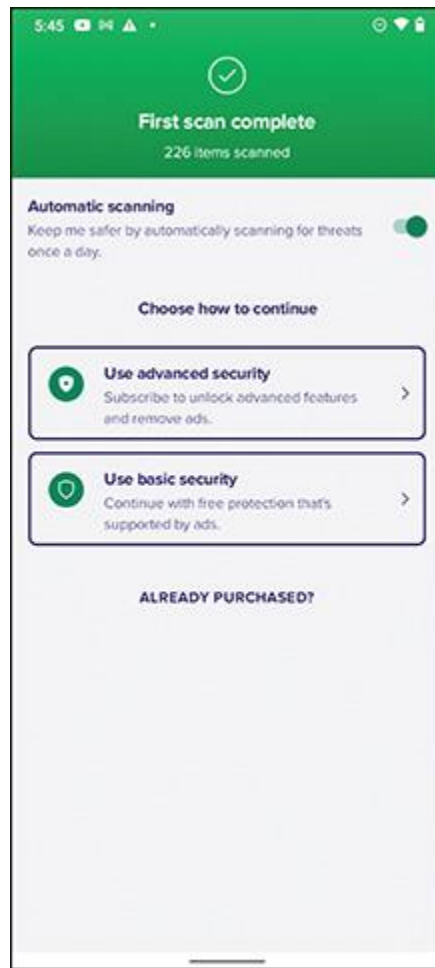 5:45
First scan complete
226 items scanned
Automatic scanning
Keep me safer by automatically scanning for threats
once a day.
Choose how to continue
Use advanced security
Subscribe to unlock advanced features
and remove ads.
Use basic security
Continue with free protection that's
supported by ads.
ALREADY PURCHASED?